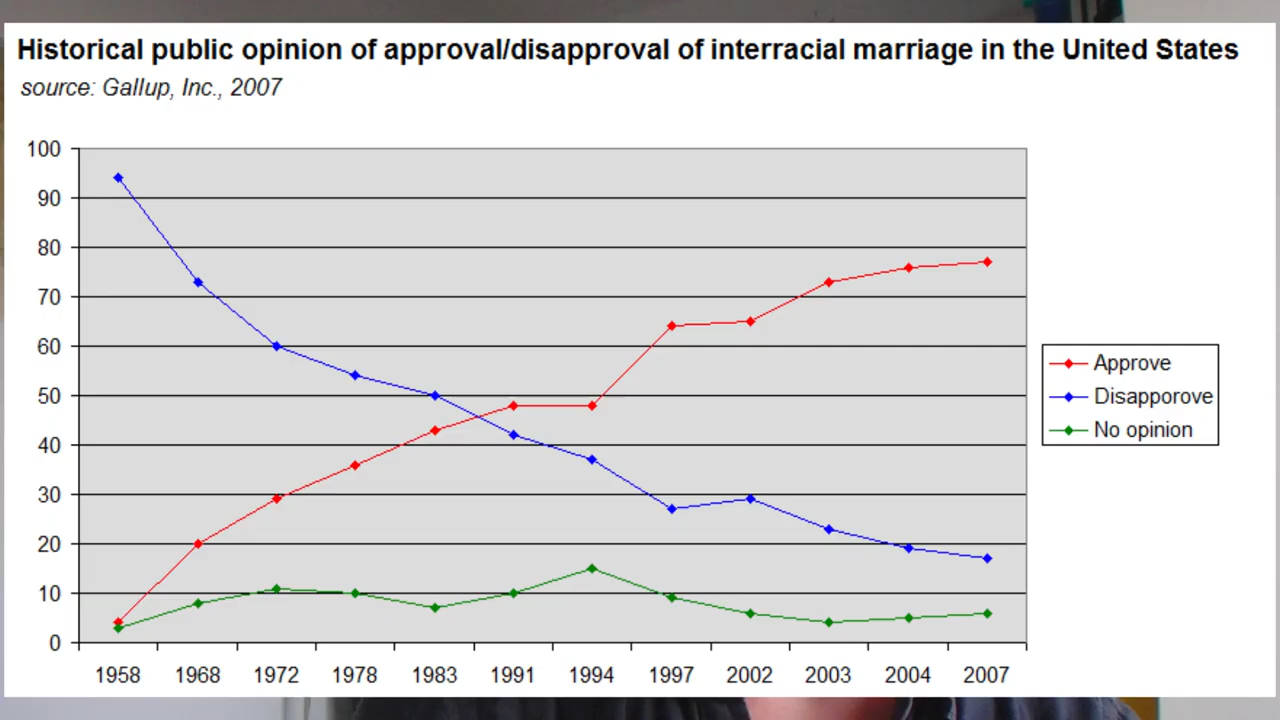 Historical public opinion of approval/disapproval of interracial marriage in the United States
source: Gallup, Inc., 2007
100
90
80
70
60
50
40
30
20
10
0
1958 1968 1972 1978 1983 1991 1994 1997 2002 2003 2004 2007
Approve
Disapporove
No opinion